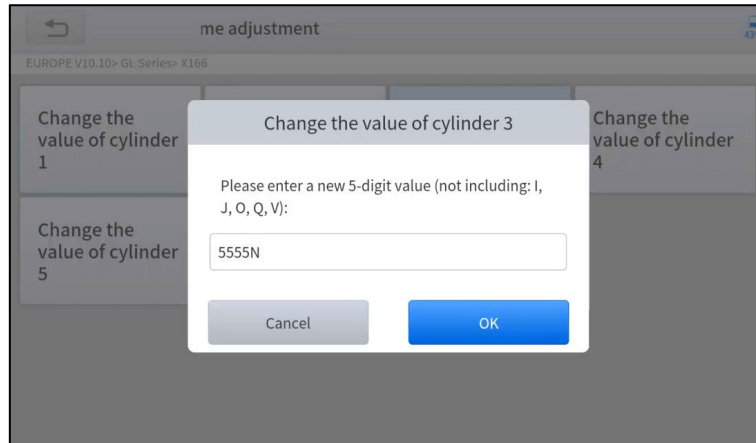 me adjustment
43%
EUROPE V10.10> GL Series> X166
Change the
value of cylinder
1
Change the value of cylinder 3
Change the
value of cylinder
4
Please enter a new 5-digit value (not including: I,
J, O, Q, V):
5555N
Change the
value of cylinder
5
Cancel
OK